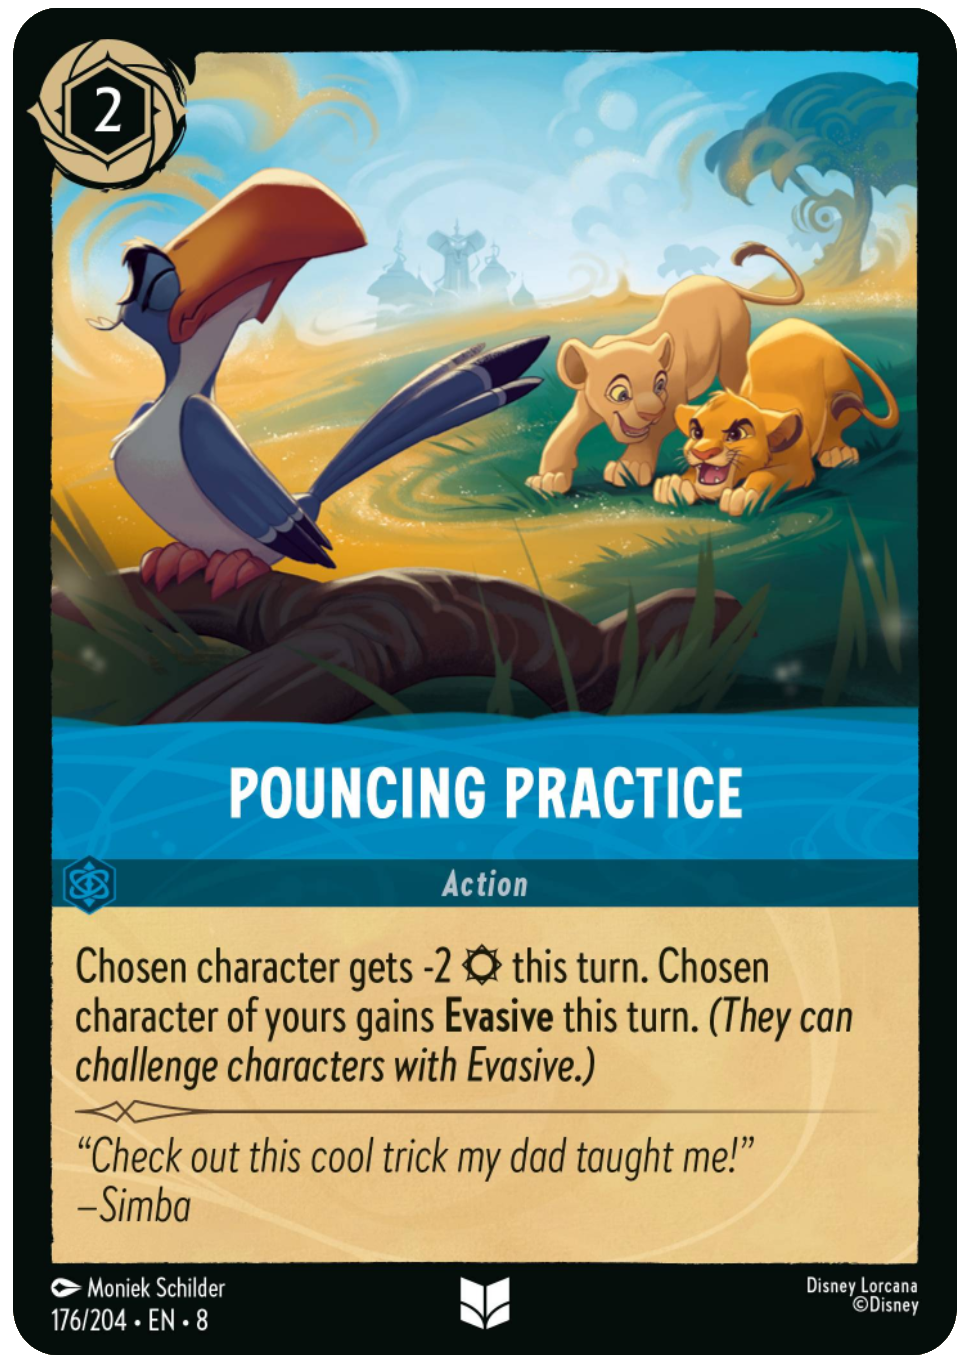 2
POUNCING PRACTICE
Action
Chosen character gets -2 this turn. Chosen
character of yours gains Evasive this turn. (They can
challenge characters with Evasive.)
“Check out this cool trick my dad taught me!”
–Simba
Moniek Schilder
176/204 • EN • 8
Disney Lorcana
©Disney